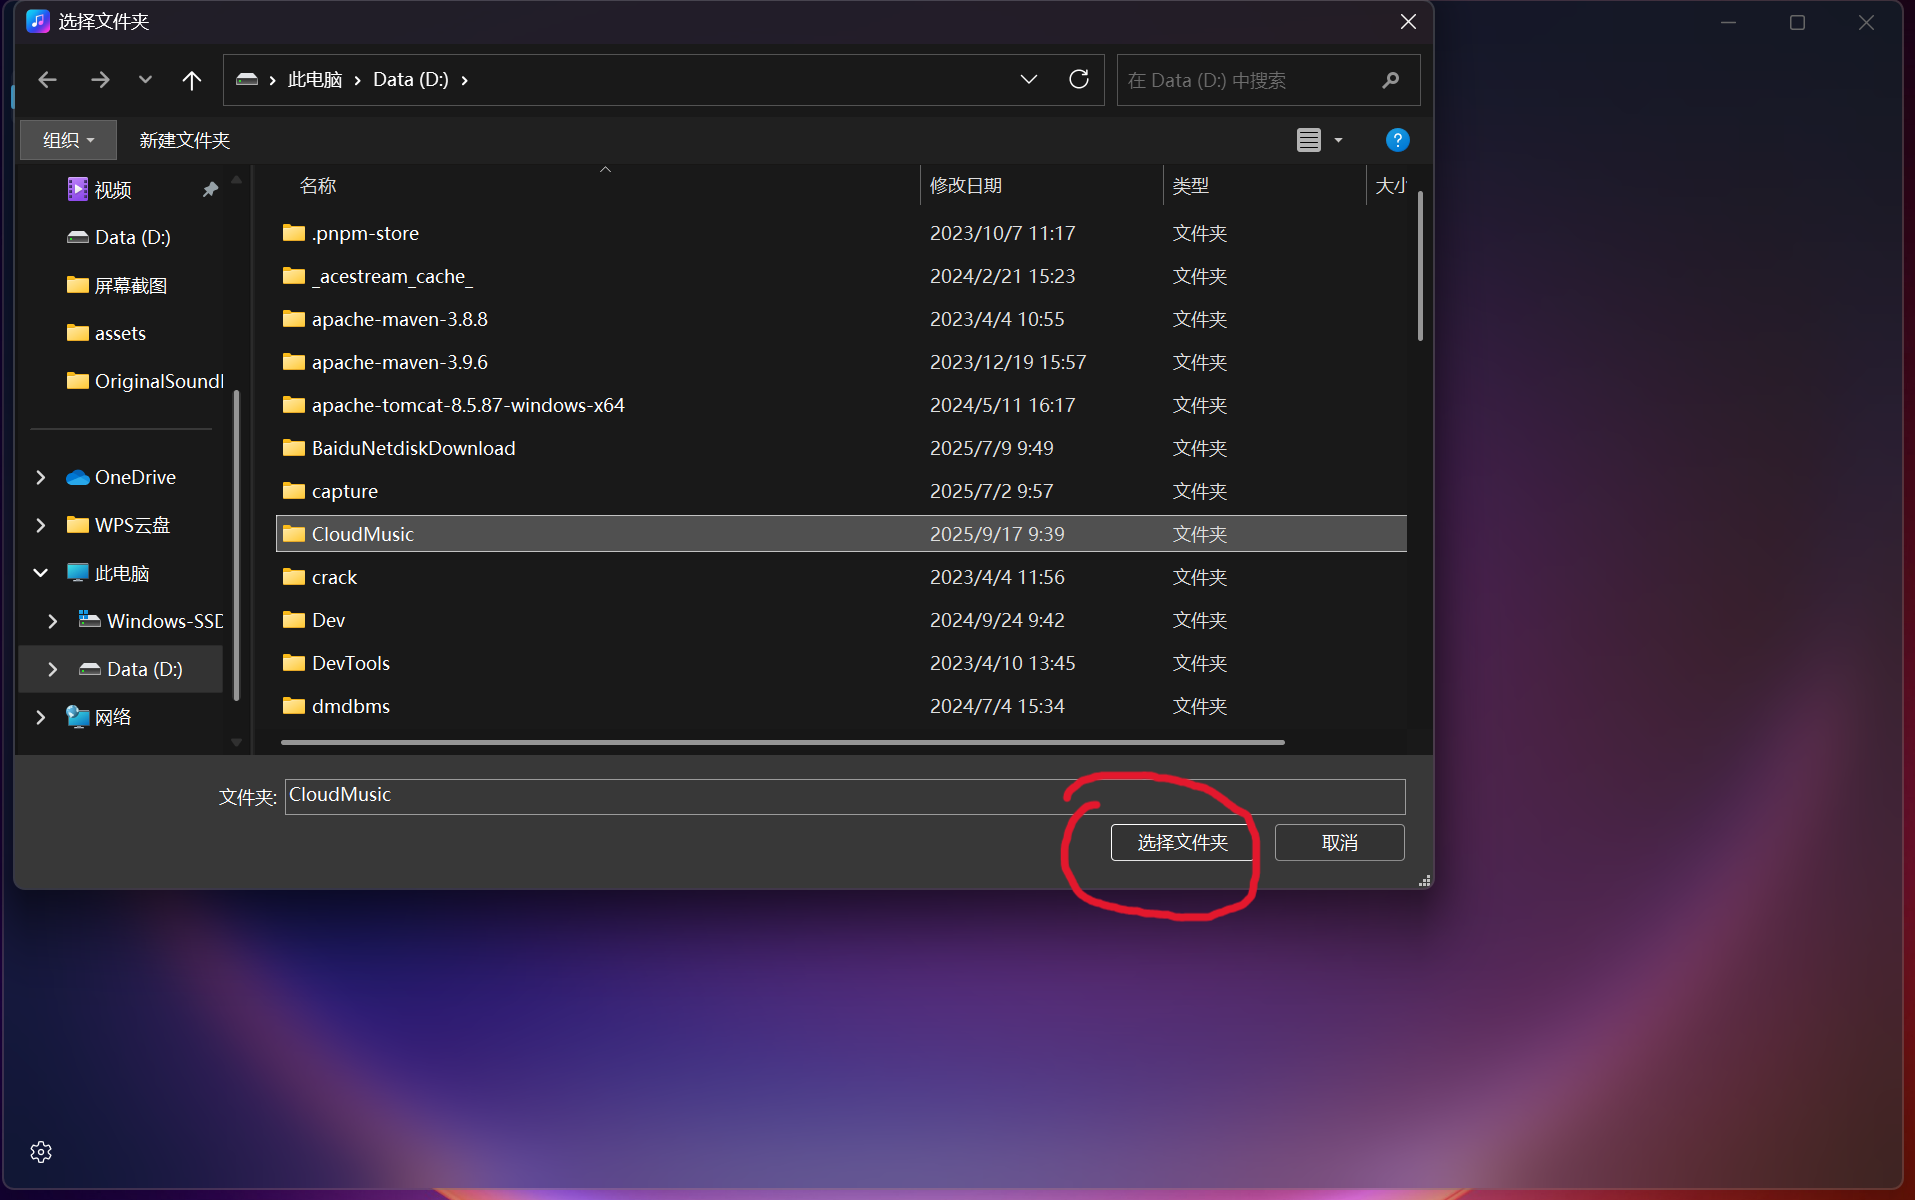 选择文件夹
此电脑 Data (D:)
在 Data (D:) 中搜索
组织 新建文件夹
视频
Data (D:)
屏幕截图
assets
OriginalSound
OneDrive
WPS云盘
此电脑
Windows-SSD
Data (D:)
网络
名称 修改日期 类型 大小
.pnpm-store 2023/10/7 11:17 文件夹
_acestream_cache_ 2024/2/21 15:23 文件夹
apache-maven-3.8.8 2023/4/4 10:55 文件夹
apache-maven-3.9.6 2023/12/19 15:57 文件夹
apache-tomcat-8.5.87-windows-x64 2024/5/11 16:17 文件夹
BaiduNetdiskDownload 2025/7/9 9:49 文件夹
capture 2025/7/2 9:57 文件夹
CloudMusic 2025/9/17 9:39 文件夹
crack 2023/4/4 11:56 文件夹
Dev 2024/9/24 9:42 文件夹
DevTools 2023/4/10 13:45 文件夹
dmdbms 2024/7/4 15:34 文件夹
文件夹: CloudMusic
选择文件夹 取消